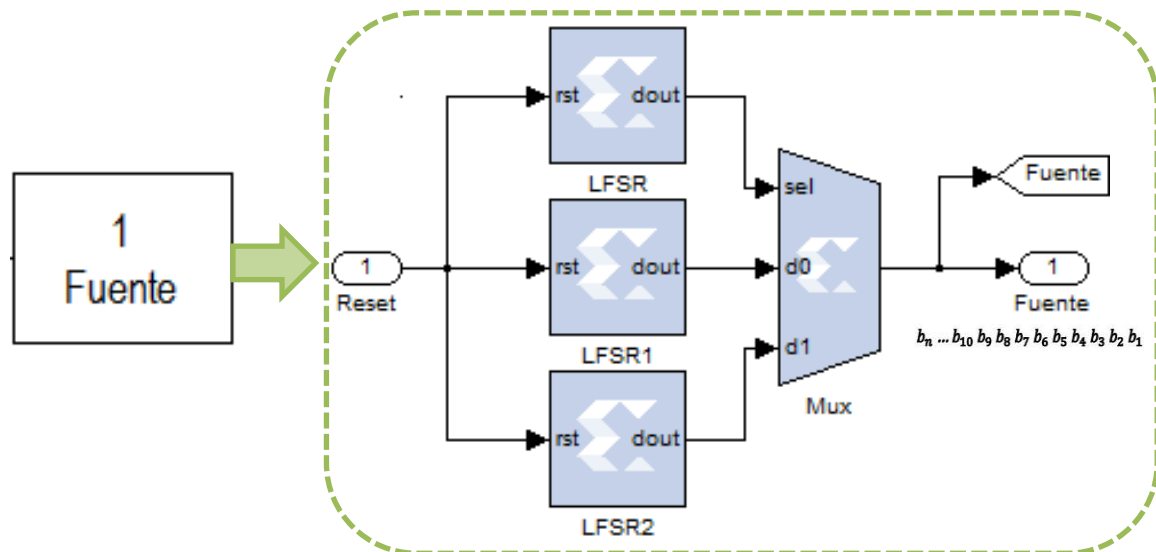 1
Fuente
1
Reset
rst dout
LFSR
rst dout
LFSR1
rst dout
LFSR2
sel
d0
d1
Mux
Fuente
1
Fuente
bₙ ... b₁₀ b₉ b₈ b₇ b₆ b₅ b₄ b₃ b₂ b₁